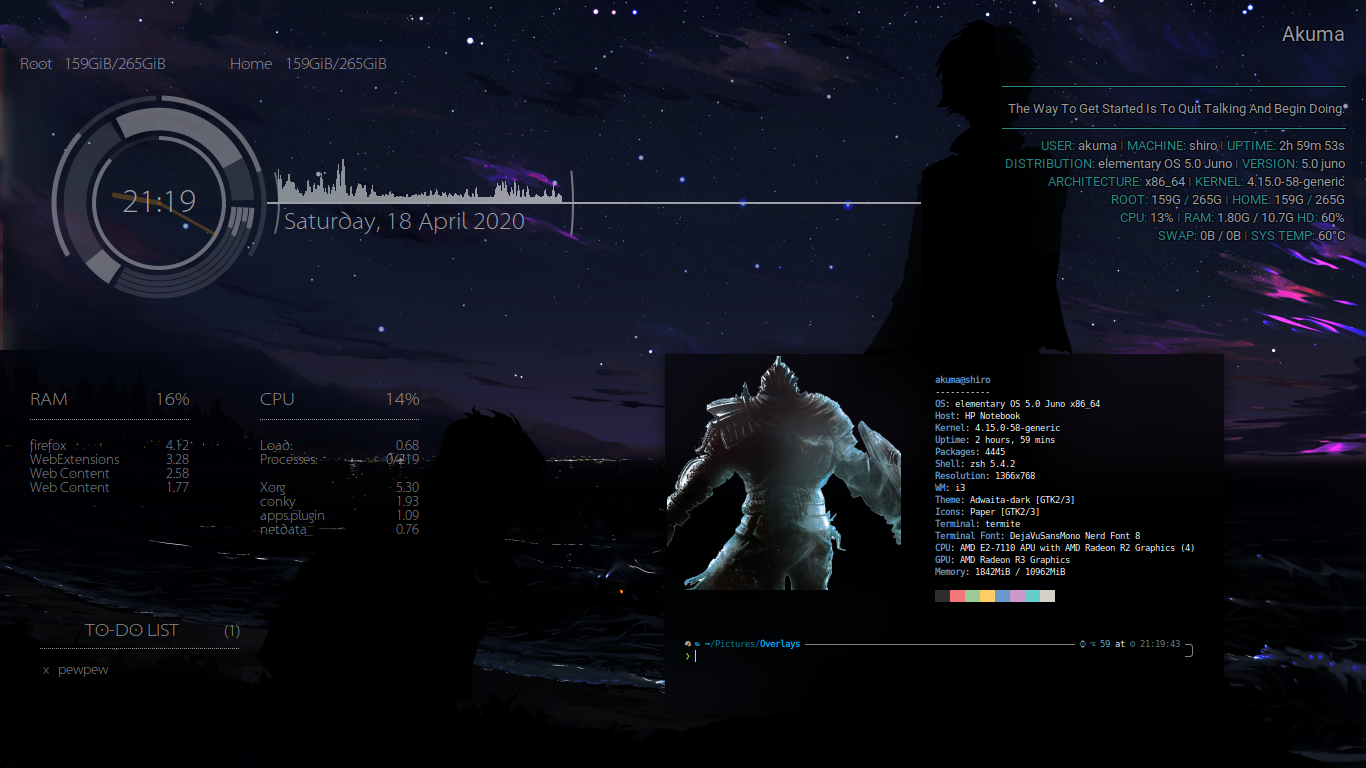 Akuma
Root 159GiB/265GiB Home 159GiB/265GiB
The Way To Get Started Is To Quit Talking And Begin Doing.
USER: akuma | MACHINE: shiro | UPTIME: 2h 59m 53s
DISTRIBUTION: elementary OS 5.0 Juno | VERSION: 5.0 juno
ARCHITECTURE: x86_64 | KERNEL: 4.15.0-58-generic
ROOT: 159G / 265G | HOME: 159G / 265G
CPU: 13% | RAM: 1.80G / 10.7G HD: 60%
SWAP: 0B / 0B | SYS TEMP: 60°C
21:19
Saturday, 18 April 2020
RAM 16%
firefox 4.12
WebExtensions 3.28
Web Content 2.58
Web Content 1.77
CPU 14%
Load: 0.68
Processes: 0/219
Xorg 5.30
conky 1.93
apps.plugin 1.09
netdata 0.76
TO-DO LIST (1)
x pewpew
akuma@shiro
-----------
OS: elementary OS 5.0 Juno x86_64
Host: HP Notebook
Kernel: 4.15.0-58-generic
Uptime: 2 hours, 59 mins
Packages: 4445
Shell: zsh 5.4.2
Resolution: 1366x768
WM: i3
Theme: Adwaita-dark [GTK2/3]
Icons: Paper [GTK2/3]
Terminal: termite
Terminal Font: DejaVuSansMono Nerd Font 8
CPU: AMD E2-7110 APU with AMD Radeon R2 Graphics (4)
GPU: AMD Radeon R3 Graphics
Memory: 1842MiB / 10962MiB
~/Pictures/Overlays 59 at 21:19:43
❯